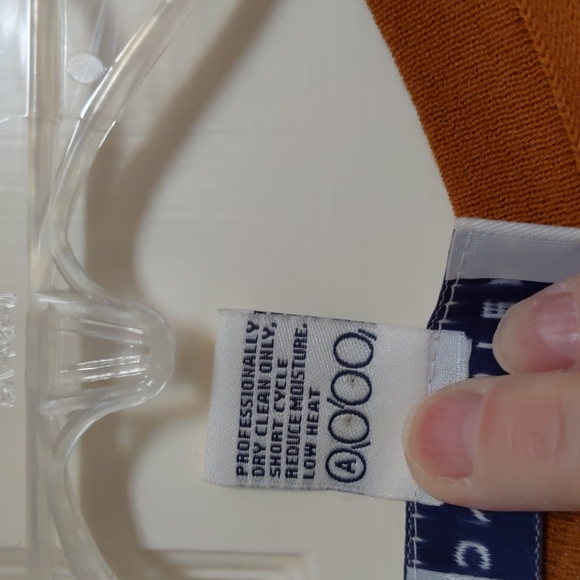 PROFESSIONALLY
DRY CLEAN ONLY,
SHORT CYCLE
REDUCE MOISTURE.
LOW HEAT
A